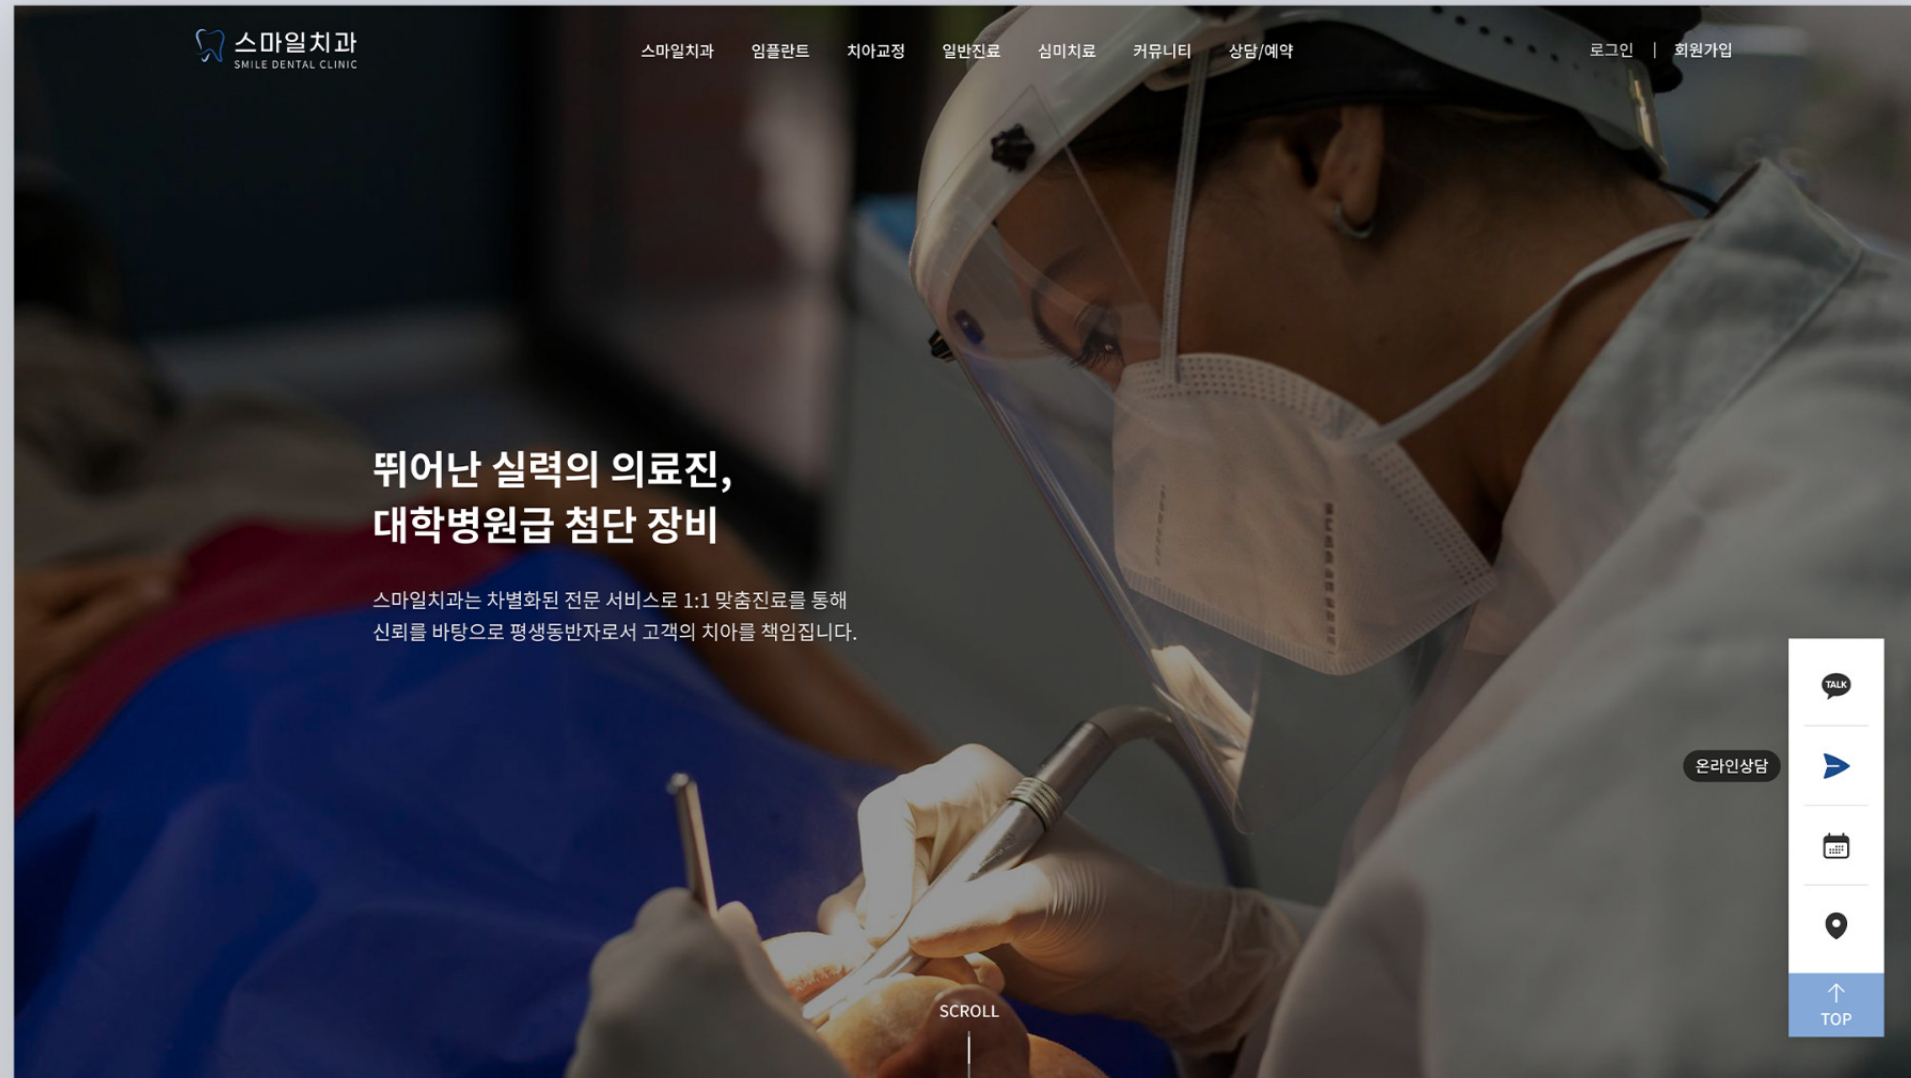 스마일치과
SMILE DENTAL CLINIC
스마일치과 임플란트 치아교정 일반진료 심미치료 커뮤니티 상담/예약
로그인 | 회원가입
뛰어난 실력의 의료진,
대학병원급 첨단 장비
스마일치과는 차별화된 전문 서비스로 1:1 맞춤진료를 통해
신뢰를 바탕으로 평생동반자로서 고객의 치아를 책임집니다.
TALK
온라인상담
TOP
SCROLL